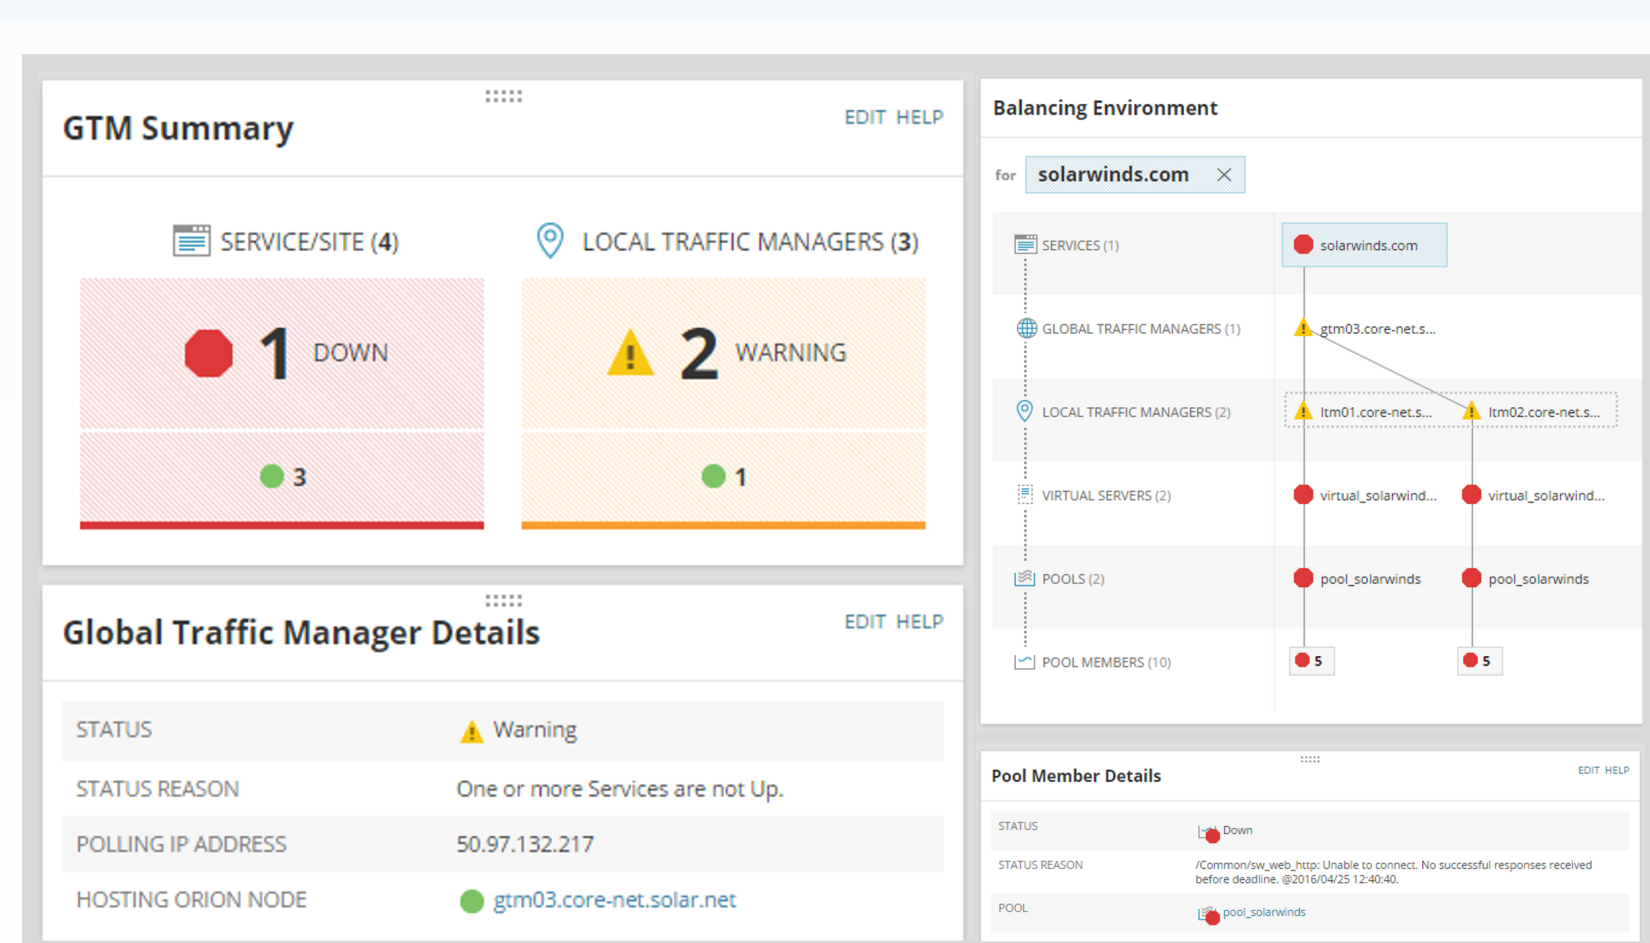 GTM Summary
EDIT HELP
SERVICE/SITE (4)
LOCAL TRAFFIC MANAGERS (3)
1 DOWN
2 WARNING
3
1
Global Traffic Manager Details
EDIT HELP
STATUS
Warning
STATUS REASON
One or more Services are not Up.
POLLING IP ADDRESS
50.97.132.217
HOSTING ORION NODE
gtm03.core-net.solar.net
Balancing Environment
for solarwinds.com
SERVICES (1)
solarwinds.com
GLOBAL TRAFFIC MANAGERS (1)
gtm03.core-net.s...
LOCAL TRAFFIC MANAGERS (2)
ltm01.core-net.s...
ltm02.core-net.s...
VIRTUAL SERVERS (2)
virtual_solarwind...
virtual_solarwind...
POOLS (2)
pool_solarwinds
pool_solarwinds
POOL MEMBERS (10)
5
5
Pool Member Details
EDIT HELP
STATUS
Down
STATUS REASON
/Common/sw_web_http: Unable to connect. No successful responses received
before deadline. @2016/04/25 12:40:40.
POOL
pool_solarwinds